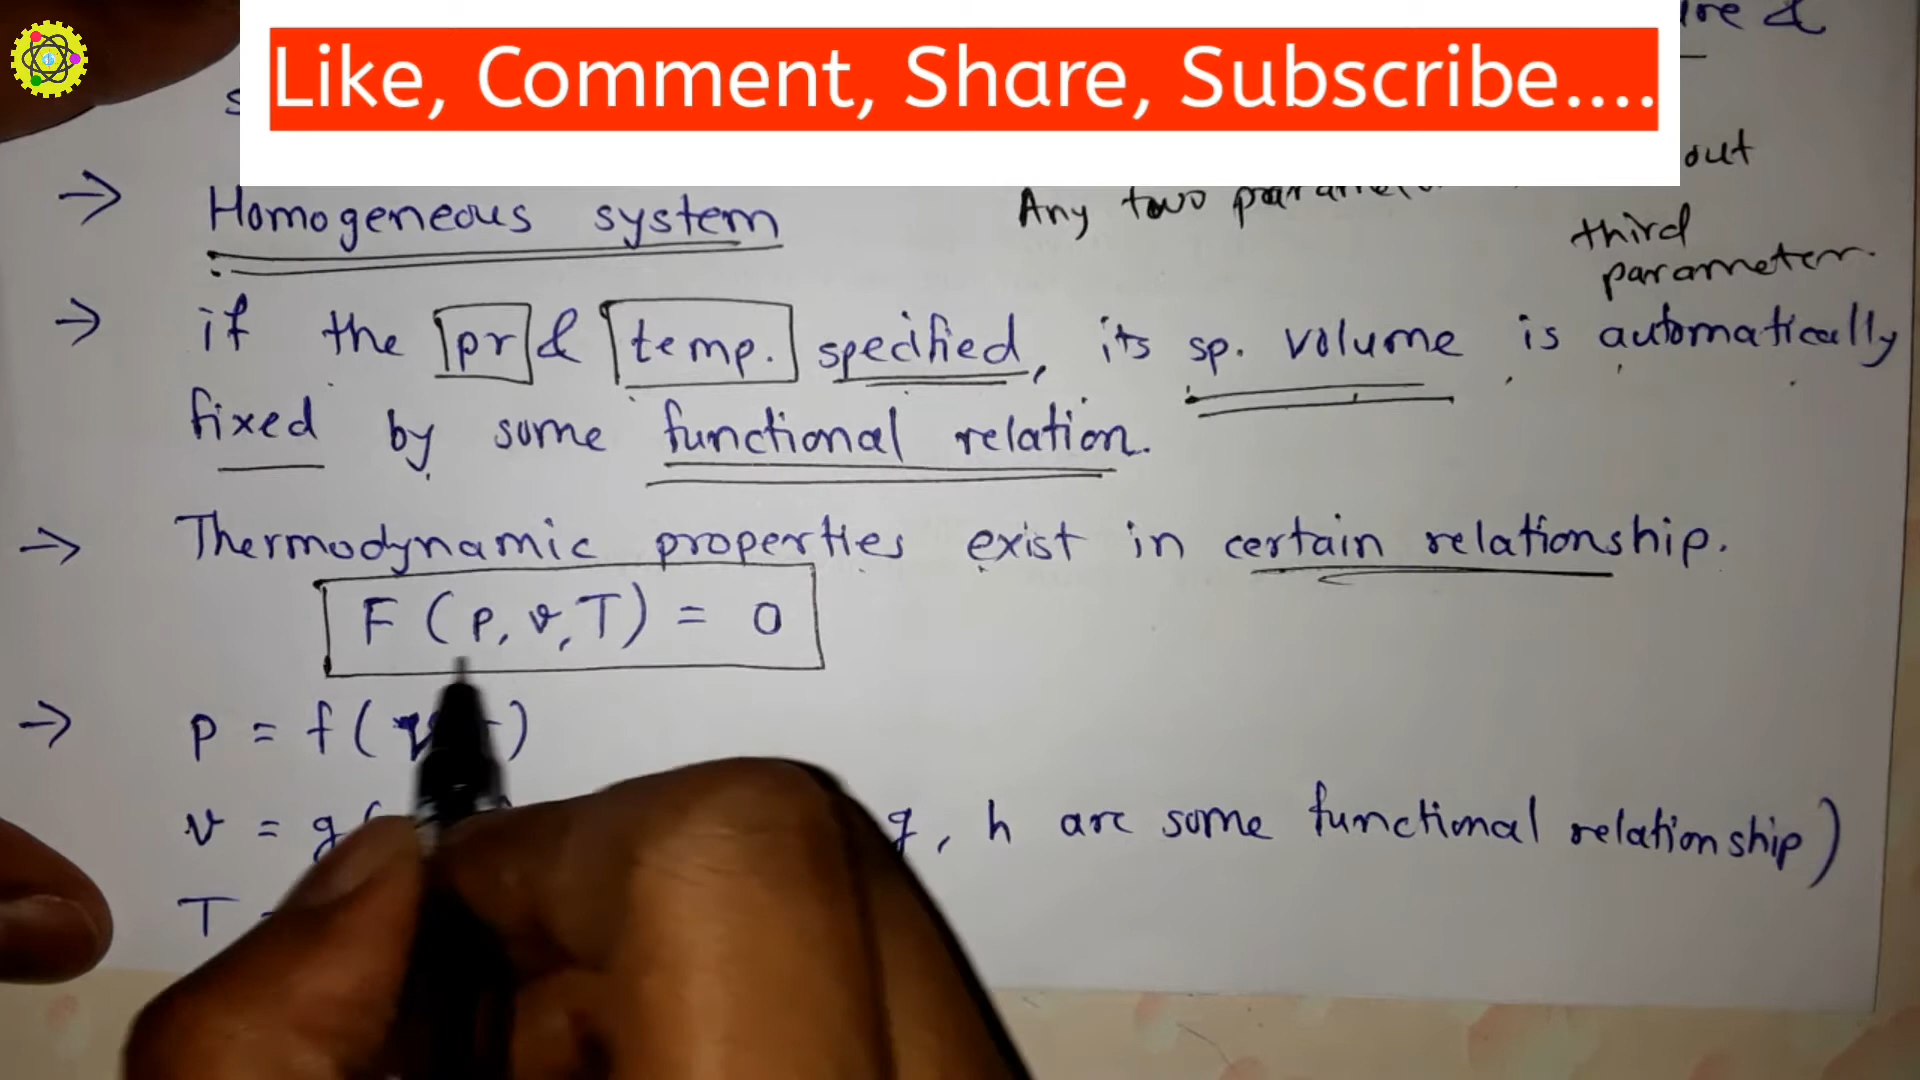 Like, Comment, Share, Subscribe....
&
out
→ Homogeneous system
Any two
third
parameter.
→ if the pr & temp. specified, its sp. volume is automatically
fixed by some functional relation.
→ Thermodynamic properties exist in certain relationship.
F (p, v, T) = 0
→ p = f (
v = g( , h are some functional relationship)
T